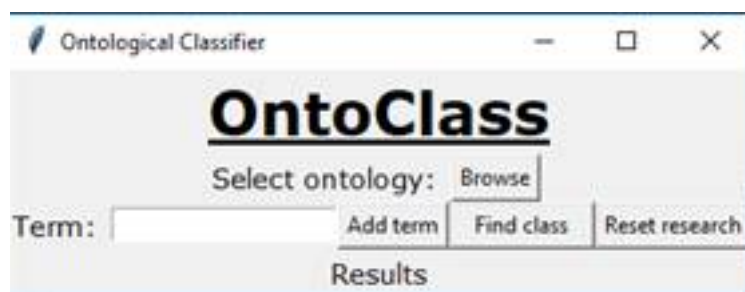 Ontological Classifier
OntoClass
Select ontology: Browse
Term: Add term Find class Reset research
Results